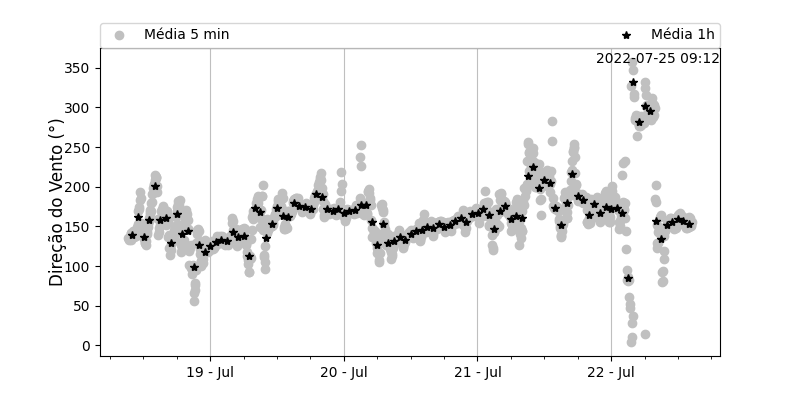 Média 5 min
Média 1h
2022-07-25 09:12
Direção do Vento (°)
350
300
250
200
150
100
50
0
19 - Jul
20 - Jul
21 - Jul
22 - Jul